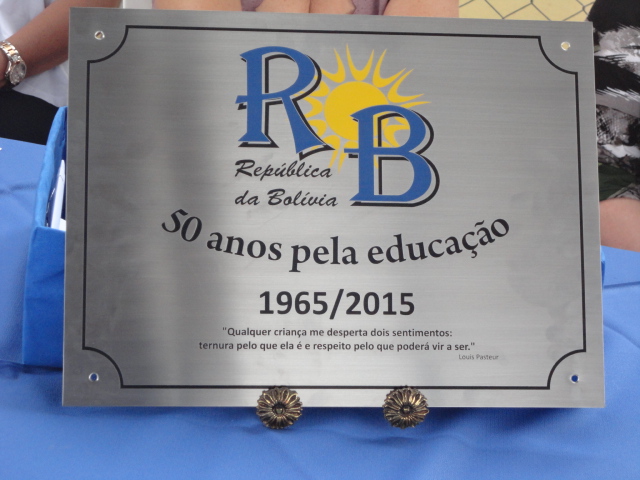 RB
República
da Bolívia
50 anos pela educação
1965/2015
"Qualquer criança me desperta dois sentimentos:
ternura pelo que ela é e respeito pelo que poderá vir a ser."
Louis Pasteur